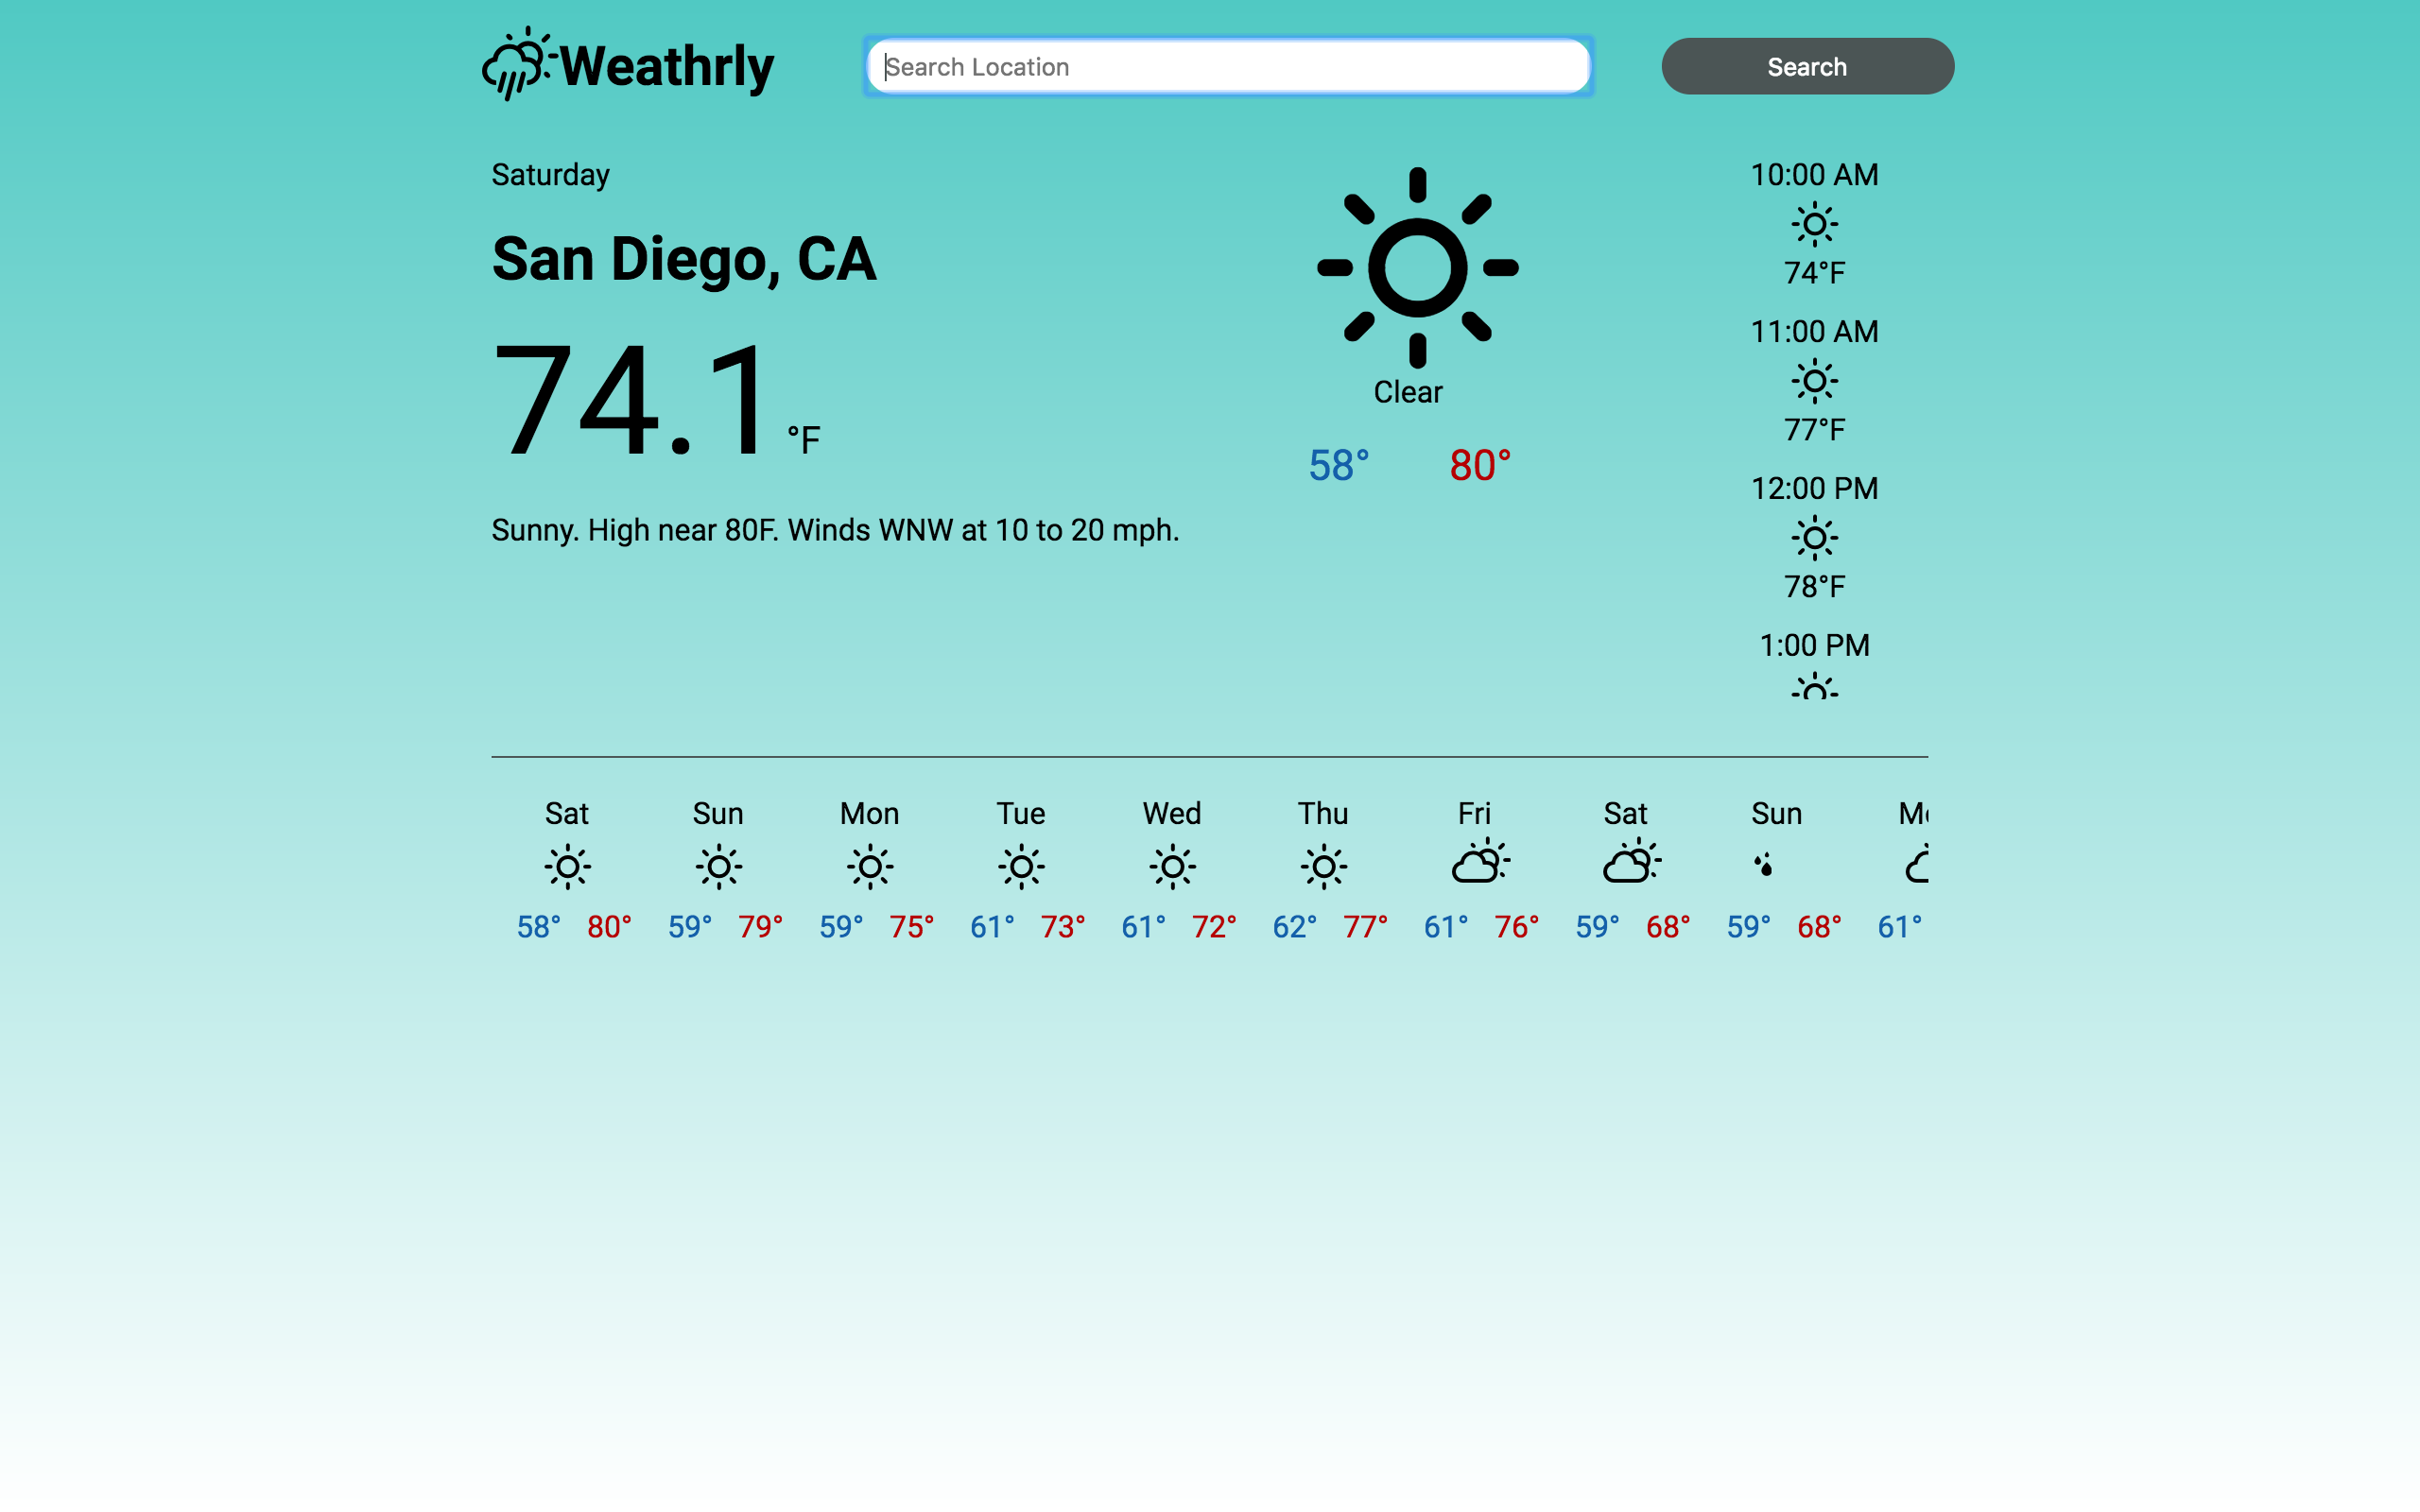 Weathrly
Search Location
Search
Saturday
San Diego, CA
74.1 °F
Sunny. High near 80F. Winds WNW at 10 to 20 mph.
Clear
58° 80°
10:00 AM
74°F
11:00 AM
77°F
12:00 PM
78°F
1:00 PM
Sat Sun Mon Tue Wed Thu Fri Sat Sun
58° 80° 59° 79° 59° 75° 61° 73° 61° 72° 62° 77° 61° 76° 59° 68° 59° 68° 61°